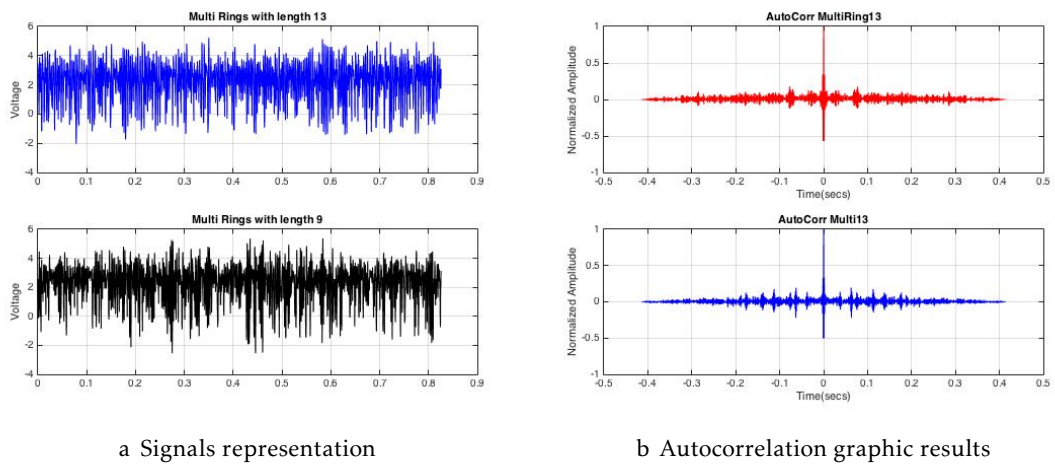 Multi Rings with length 13
6
4
2
0
-2
-4
Voltage
0 0.1 0.2 0.3 0.4 0.5 0.6 0.7 0.8 0.9
Multi Rings with length 9
6
4
2
0
-2
-4
Voltage
0 0.1 0.2 0.3 0.4 0.5 0.6 0.7 0.8 0.9
a Signals representation
AutoCorr MultiRing13
1
0.5
0
-0.5
-1
Normalized Amplitude
-0.5 -0.4 -0.3 -0.2 -0.1 0 0.1 0.2 0.3 0.4 0.5
Time(secs)
AutoCorr Multi13
1
0.5
0
-0.5
-1
Normalized Amplitude
-0.5 -0.4 -0.3 -0.2 -0.1 0 0.1 0.2 0.3 0.4 0.5
Time(secs)
b Autocorrelation graphic results